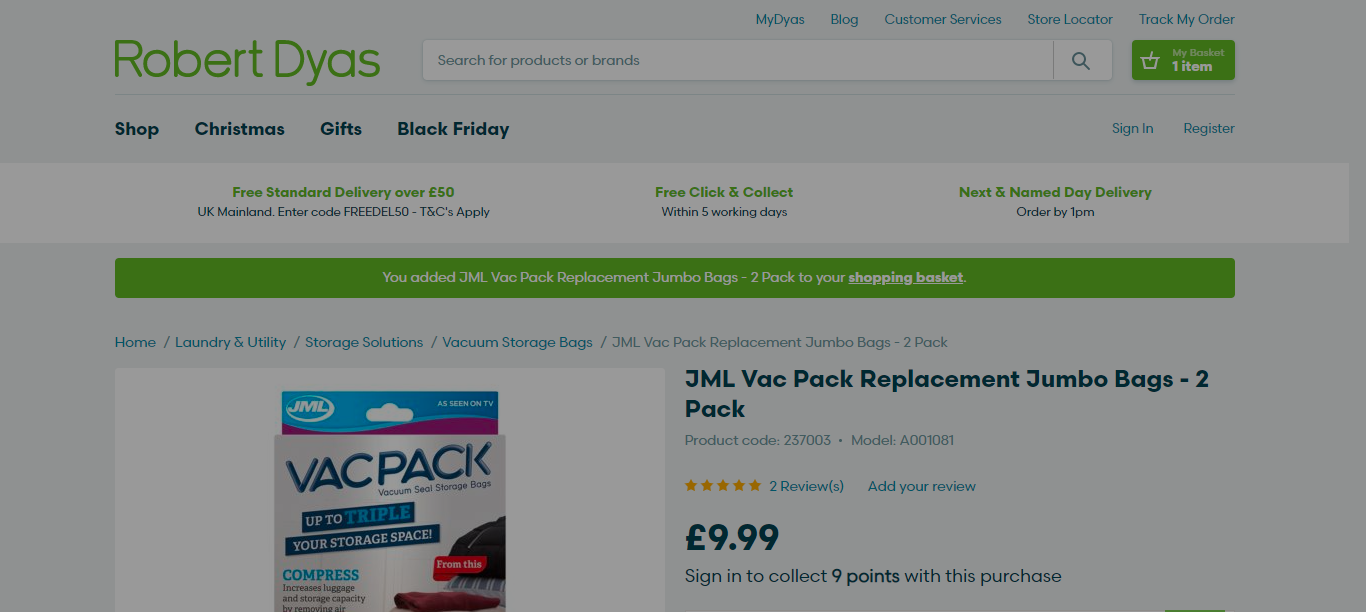 MyDyas Blog Customer Services Store Locator Track My Order
Robert Dyas
Search for products or brands
My Basket
1 item
Shop Christmas Gifts Black Friday
Sign In Register
Free Standard Delivery over £50
UK Mainland. Enter code FREEDEL50 - T&C's Apply
Free Click & Collect
Within 5 working days
Next & Named Day Delivery
Order by 1pm
You added JML Vac Pack Replacement Jumbo Bags - 2 Pack to your shopping basket.
Home / Laundry & Utility / Storage Solutions / Vacuum Storage Bags / JML Vac Pack Replacement Jumbo Bags - 2 Pack
JML
AS SEEN ON TV
VACPACK
Vacuum Seal Storage Bags
UP TO TRIPLE
YOUR STORAGE SPACE!
From this
COMPRESS
Increases luggage
and storage capacity
by removing air
JML Vac Pack Replacement Jumbo Bags - 2
Pack
Product code: 237003 • Model: A001081
2 Review(s) Add your review
£9.99
Sign in to collect 9 points with this purchase